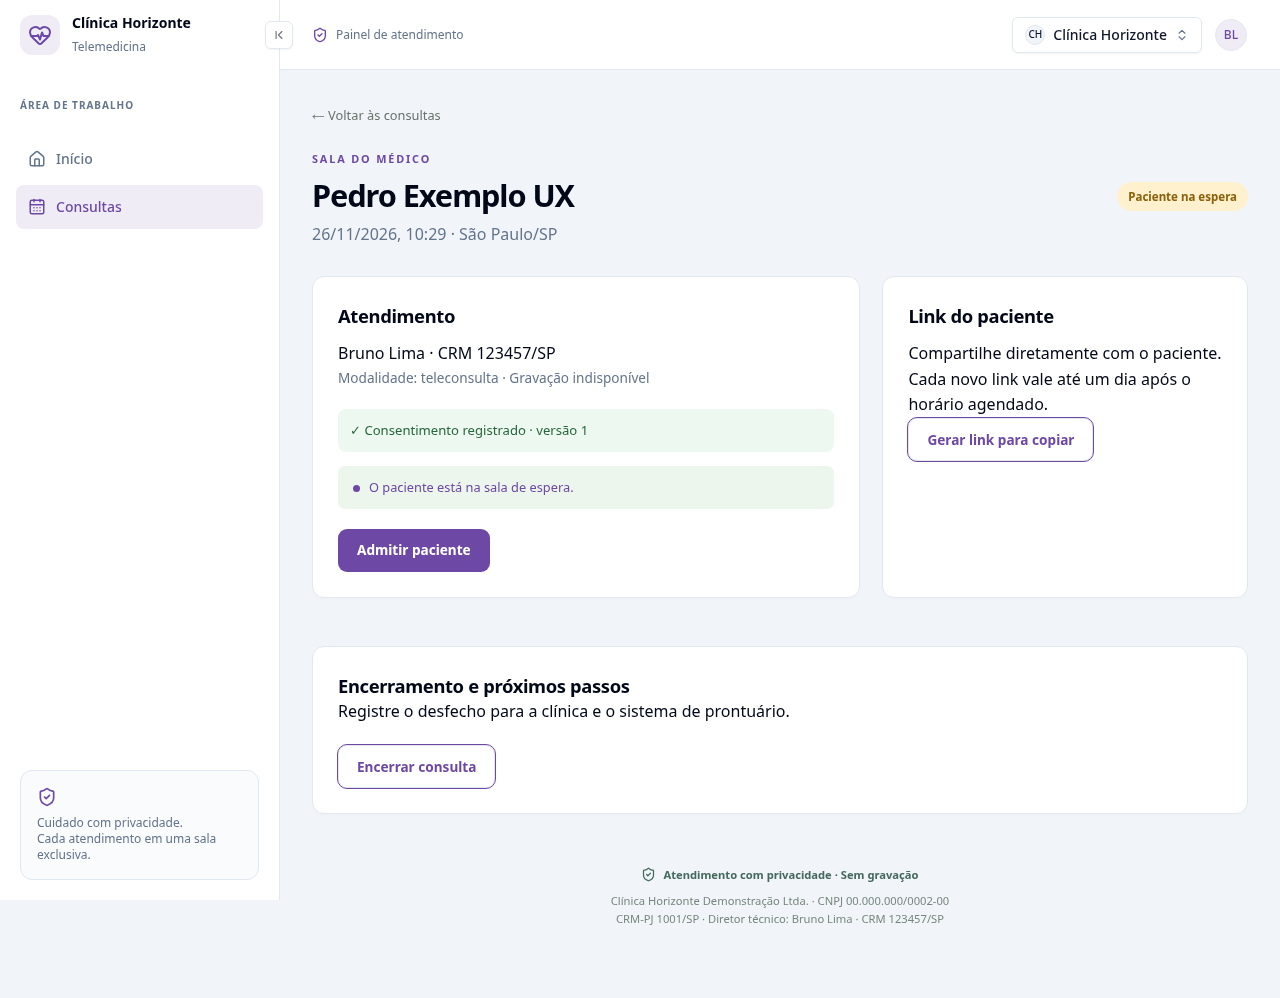 Clínica Horizonte
Telemedicina
ÁREA DE TRABALHO
Início
Consultas
Cuidado com privacidade.
Cada atendimento em uma sala
exclusiva.
Painel de atendimento
CH Clínica Horizonte
BL
← Voltar às consultas
SALA DO MÉDICO
Pedro Exemplo UX
Paciente na espera
26/11/2026, 10:29 · São Paulo/SP
Atendimento
Bruno Lima · CRM 123457/SP
Modalidade: teleconsulta · Gravação indisponível
✓ Consentimento registrado · versão 1
O paciente está na sala de espera.
Admitir paciente
Link do paciente
Compartilhe diretamente com o paciente.
Cada novo link vale até um dia após o
horário agendado.
Gerar link para copiar
Encerramento e próximos passos
Registre o desfecho para a clínica e o sistema de prontuário.
Encerrar consulta
Atendimento com privacidade · Sem gravação
Clínica Horizonte Demonstração Ltda. · CNPJ 00.000.000/0002-00
CRM-PJ 1001/SP · Diretor técnico: Bruno Lima · CRM 123457/SP